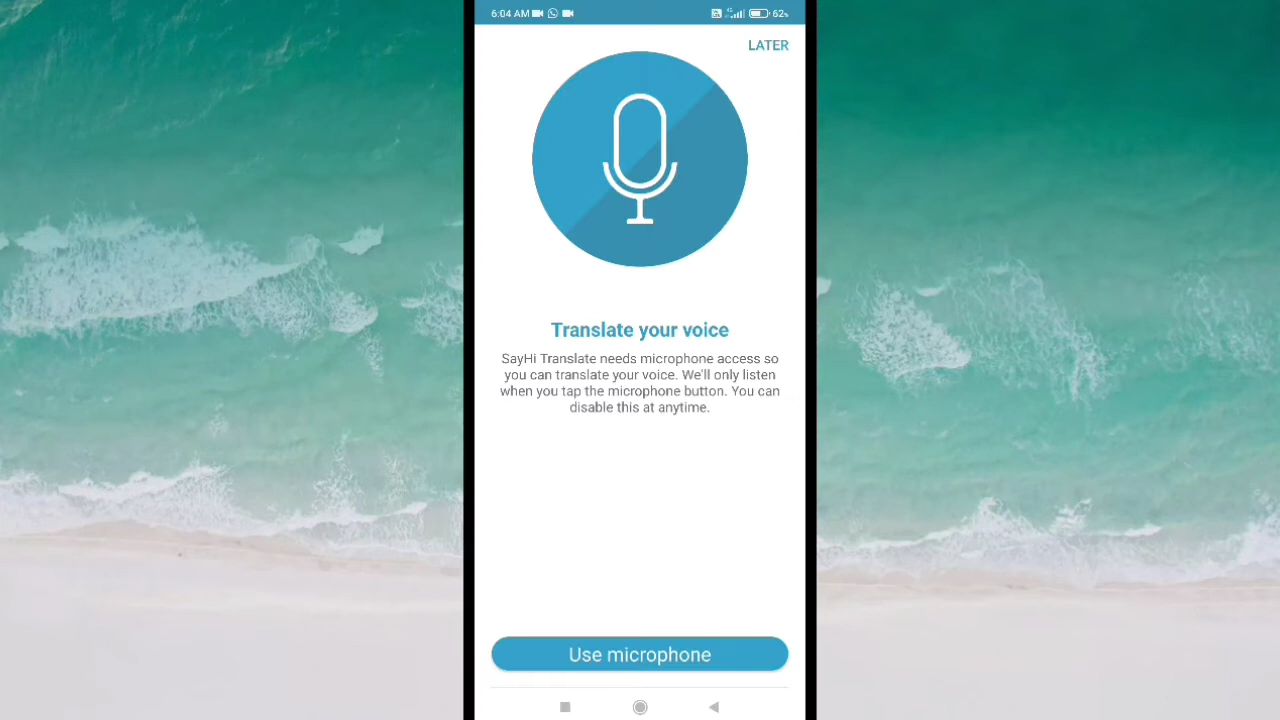 6:04 AM 62%
LATER
Translate your voice
SayHi Translate needs microphone access so
you can translate your voice. We'll only listen
when you tap the microphone button. You can
disable this at anytime.
Use microphone